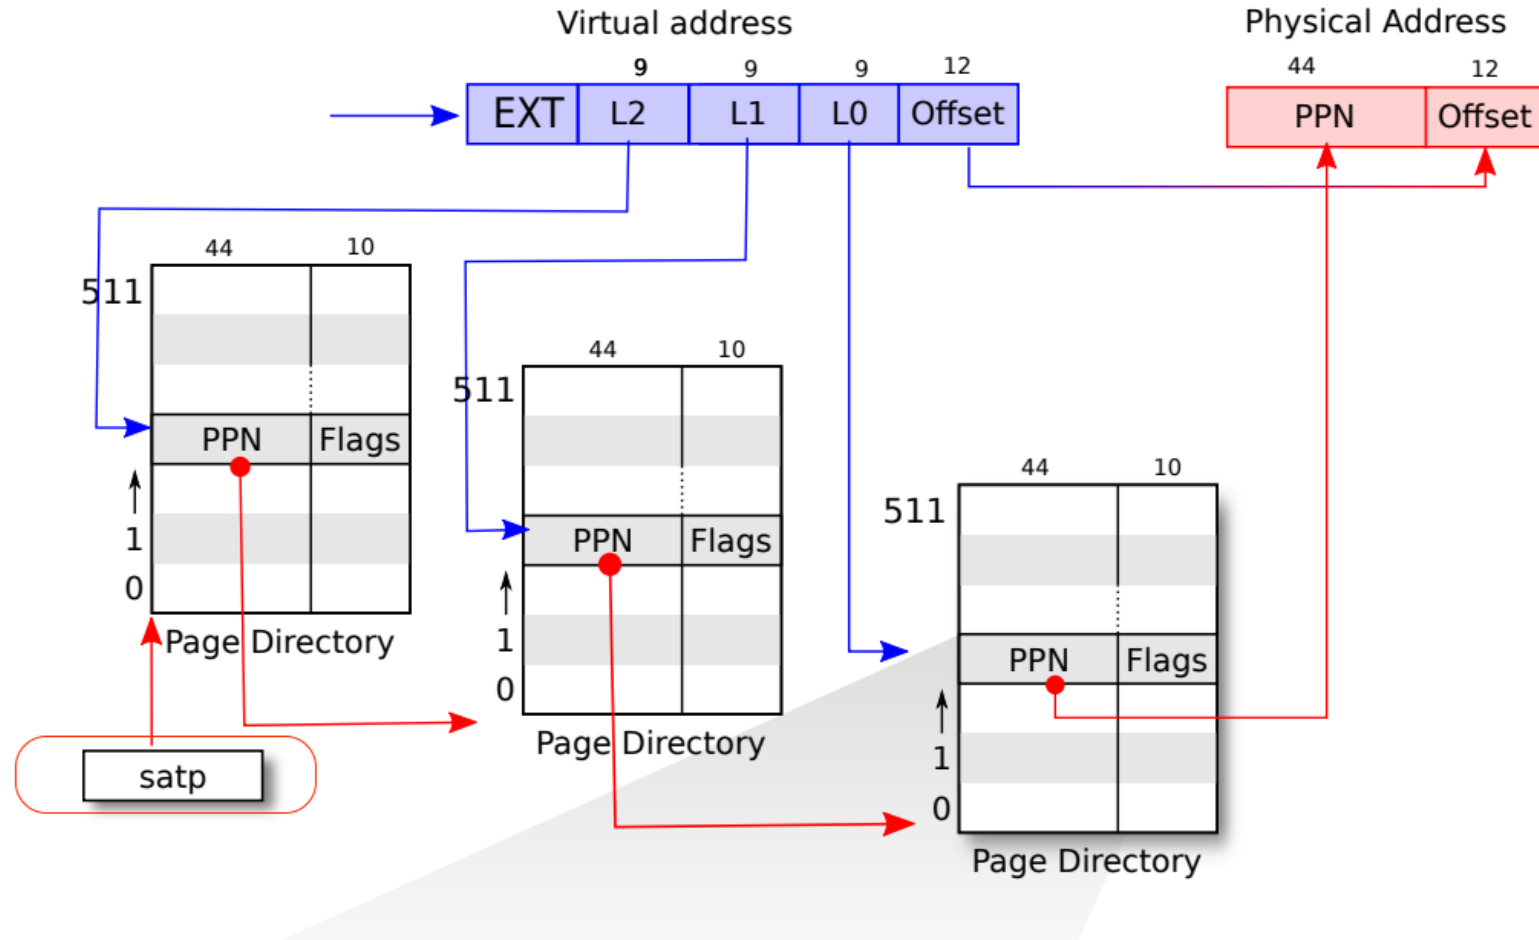 Virtual address
Physical Address
9 9 9 12
44 12
EXT L2 L1 L0 Offset
PPN Offset
44 10
511
PPN Flags
1
0
Page Directory
satp
44 10
511
PPN Flags
1
0
Page Directory
44 10
511
PPN Flags
1
0
Page Directory